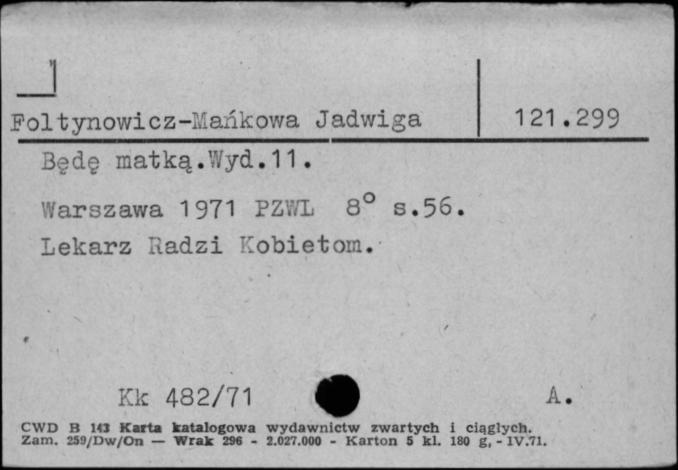 Foltynowicz-Mańkowa Jadwiga 121.299
Będę matką.Wyd.11.
Warszawa 1971 PZWL 8° s.56.
Lekarz Radzi Kobietom.
Kk 482/71 A.
CWD B 143 Karta katalogowa wydawnictw zwartych i ciągłych.
Zam. 259/Dw/On — Wrak 296 - 2.027.000 - Karton 5 kl. 180 g, - IV.71.